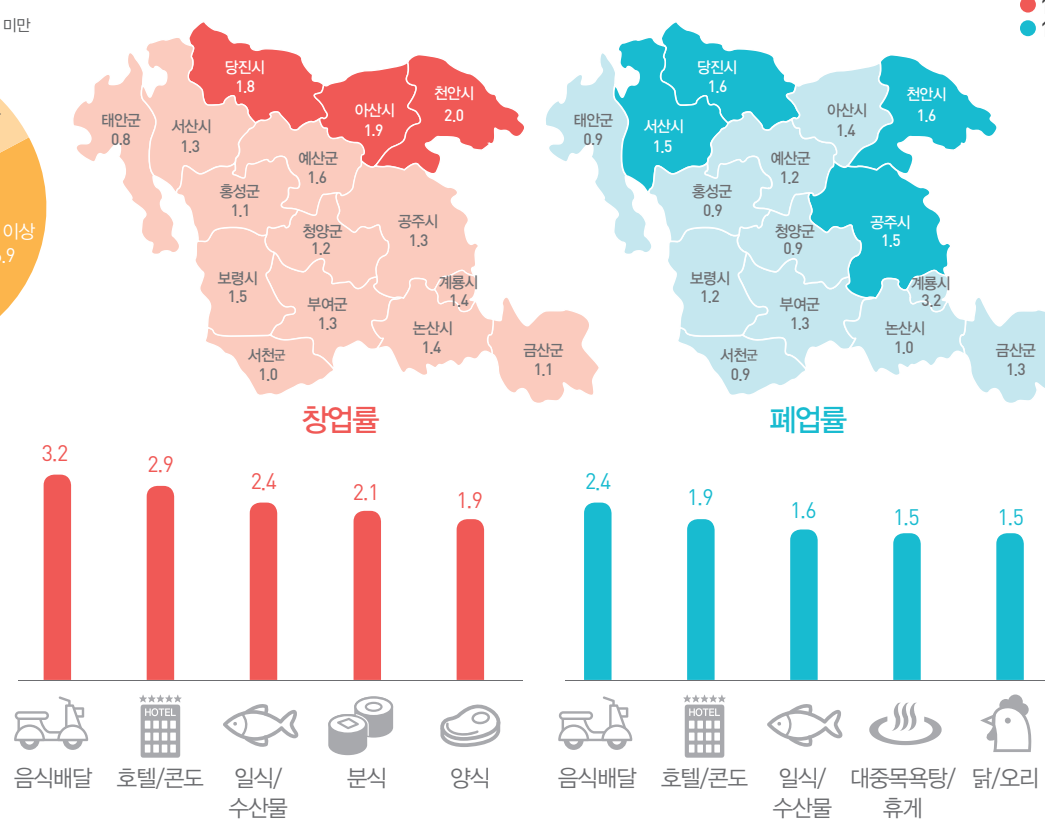 미만
이상
.9
당진시
1.8
아산시
1.9
천안시
2.0
태안군
0.8
서산시
1.3
예산군
1.6
홍성군
1.1
청양군
1.2
공주시
1.3
보령시
1.5
부여군
1.3
계룡시
1.4
논산시
1.4
서천군
1.0
금산군
1.1
창업률
당진시
1.6
아산시
1.4
천안시
1.6
태안군
0.9
서산시
1.5
예산군
1.2
홍성군
0.9
청양군
0.9
공주시
1.5
보령시
1.2
부여군
1.3
계룡시
3.2
논산시
1.0
서천군
0.9
금산군
1.3
폐업률
3.2
2.9
2.4
2.1
1.9
HOTEL
음식배달
호텔/콘도
일식/
수산물
분식
양식
2.4
1.9
1.6
1.5
1.5
HOTEL
음식배달
호텔/콘도
일식/
수산물
대중목욕탕/
휴게
닭/오리